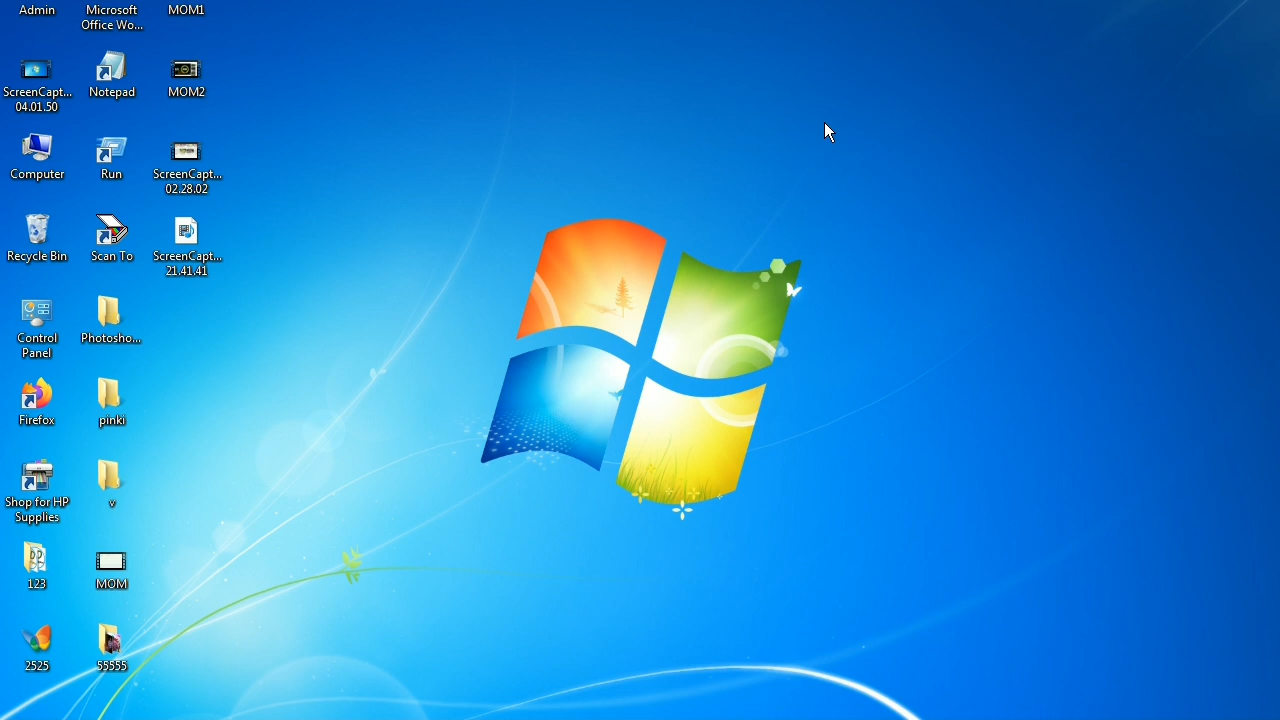 Admin
Microsoft
Office Wo...
MOM1
ScreenCapt...
04.01.50
Notepad
MOM2
Computer
Run
ScreenCapt...
02.28.02
Recycle Bin
Scan To
ScreenCapt...
21.41.41
Control
Panel
Photosho...
Firefox
pinki
Shop for HP
Supplies
v
123
MOM
2525
55555